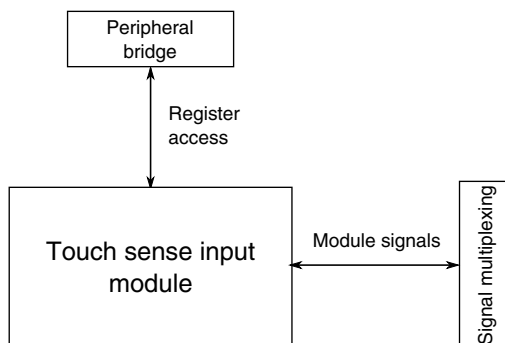 Peripheral
bridge
Register
access
Touch sense input
module
Module signals
Signal multiplexing